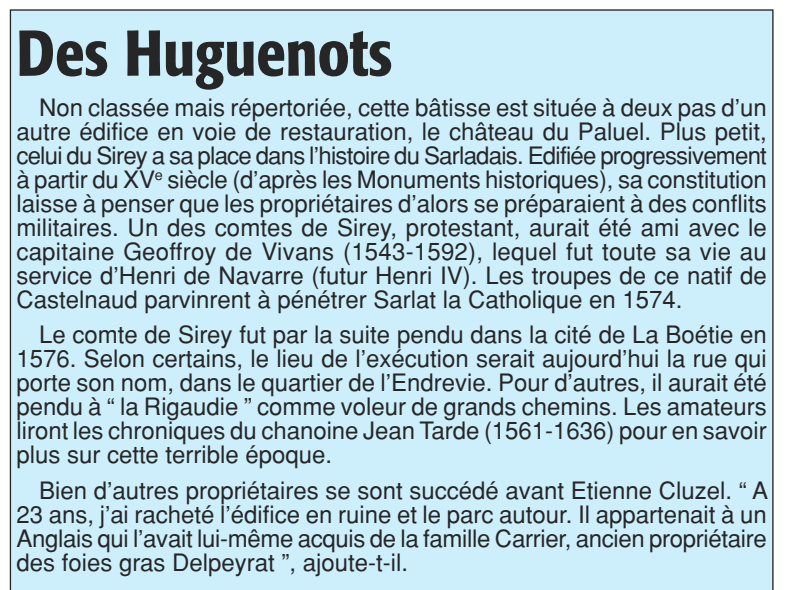 Des Huguenots
Non classée mais répertoriée, cette bâtisse est située à deux pas d’un
autre édifice en voie de restauration, le château du Paluel. Plus petit,
celui du Sirey a sa place dans l’histoire du Sarladais. Edifiée progressivement
à partir du XVe siècle (d’après les Monuments historiques), sa constitution
laisse à penser que les propriétaires d’alors se préparaient à des conflits
militaires. Un des comtes de Sirey, protestant, aurait été ami avec le
capitaine Geoffroy de Vivans (1543-1592), lequel fut toute sa vie au
service d’Henri de Navarre (futur Henri IV). Les troupes de ce natif de
Castelnaud parvinrent à pénétrer Sarlat la Catholique en 1574.
Le comte de Sirey fut par la suite pendu dans la cité de La Boétie en
1576. Selon certains, le lieu de l’exécution serait aujourd’hui la rue qui
porte son nom, dans le quartier de l’Endrevie. Pour d’autres, il aurait été
pendu à “ la Rigaudie ” comme voleur de grands chemins. Les amateurs
liront les chroniques du chanoine Jean Tarde (1561-1636) pour en savoir
plus sur cette terrible époque.
Bien d’autres propriétaires se sont succédé avant Etienne Cluzel. “ A
23 ans, j’ai racheté l’édifice en ruine et le parc autour. Il appartenait à un
Anglais qui l’avait lui-même acquis de la famille Carrier, ancien propriétaire
des foies gras Delpeyrat ”, ajoute-t-il.